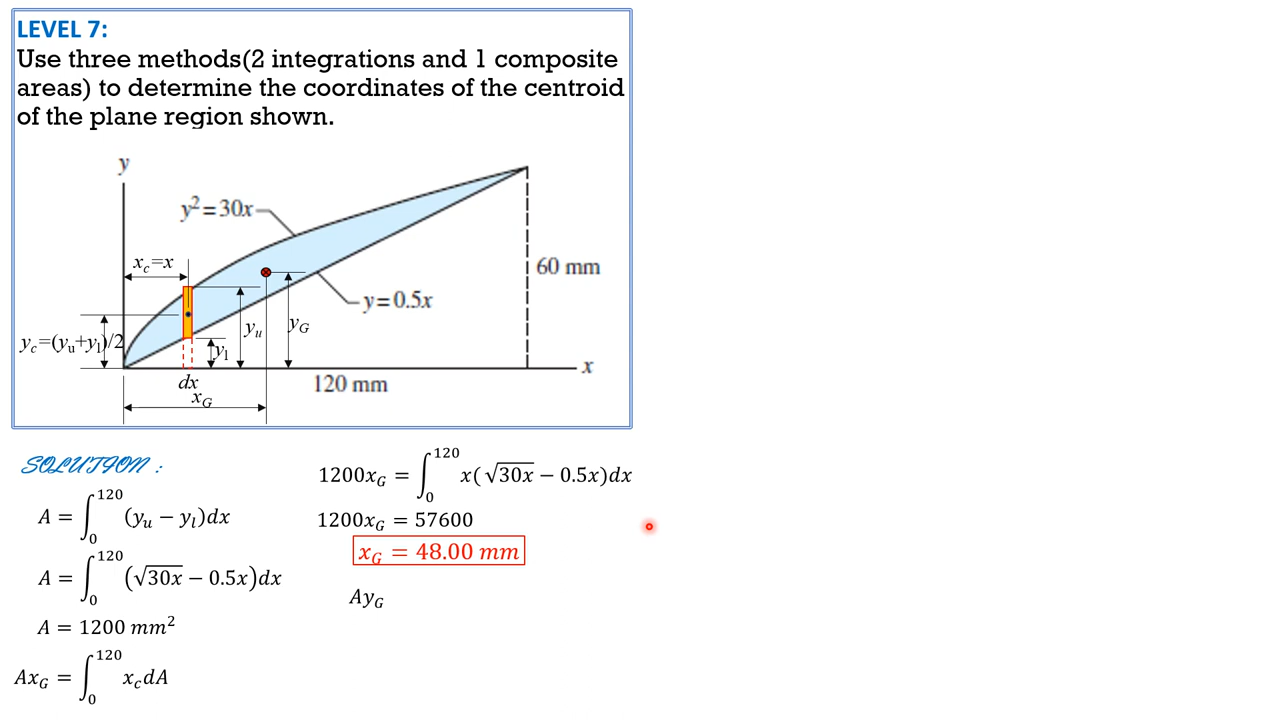 LEVEL 7:
Use three methods(2 integrations and 1 composite
areas) to determine the coordinates of the centroid
of the plane region shown.
y
y² = 30x
x_c=x
60 mm
y=0.5x
y_u
y_G
y_c=(y_u+y_l)/2
y_l
x
dx
120 mm
x_G
SOLUTION :
A = ∫_0^120 (y_u − y_l)dx
A = ∫_0^120 (√30x − 0.5x)dx
A = 1200 mm²
Ax_G = ∫_0^120 x_c dA
1200x_G = ∫_0^120 x(√30x − 0.5x)dx
1200x_G = 57600
x_G = 48.00 mm
Ay_G